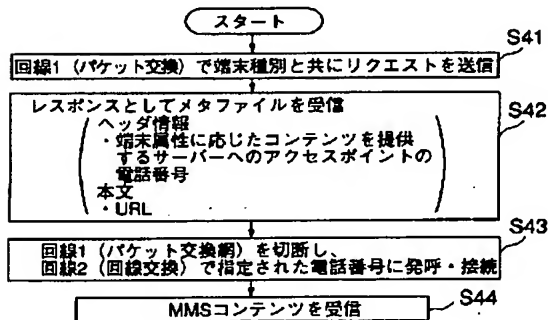 スタート
S41
回線1（パケット交換）で端末種別と共にリクエストを送信
S42
レスポンスとしてメタファイルを受信
ヘッダ情報
・端末属性に応じたコンテンツを提供
するサーバーへのアクセスポイントの
電話番号
本文
・URL
S43
回線1（パケット交換網）を切断し、
回線2（回線交換）で指定された電話番号に発呼・接続
S44
MMSコンテンツを受信